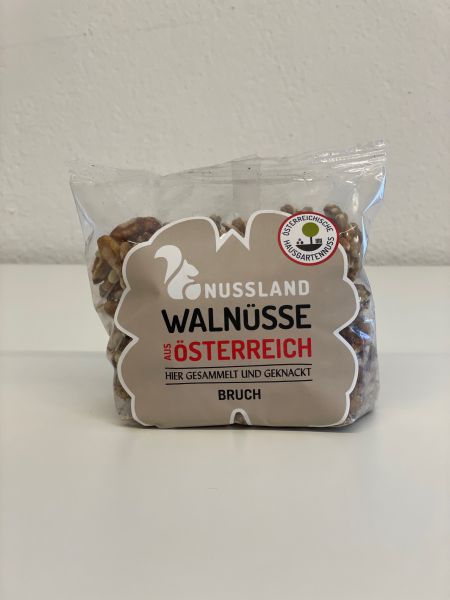 ÖSTERREICHISCHE
HAUSGARTENNUSS
NUSSLAND
WALNÜSSE
AUS ÖSTERREICH
HIER GESAMMELT UND GEKNACKT
BRUCH